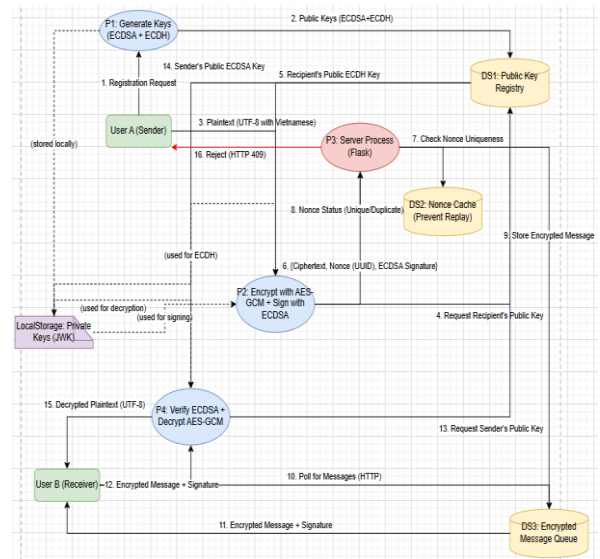 P1: Generate Keys
(ECDSA + ECDH)
2. Public Keys (ECDSA+ECDH)
14. Sender's Public ECDSA Key
5. Recipient's Public ECDH Key
DS1: Public Key
Registry
1. Registration Request
User A (Sender)
3. Plaintext (UTF-8 with Vietnamese)
P3: Server Process
(Flask)
7. Check Nonce Uniqueness
(stored locally)
16. Reject (HTTP 409)
DS2: Nonce Cache
(Prevent Replay)
8. Nonce Status (Unique/Duplicate)
9. Store Encrypted Message
(used for ECDH)
6. {Ciphertext, Nonce (UUID), ECDSA Signature}
P2: Encrypt with AES-
GCM + Sign with
ECDSA
(used for decryption)
(used for signing)
LocalStorage: Private
Keys (JWK)
4. Request Recipient's Public Key
15. Decrypted Plaintext (UTF-8)
P4: Verify ECDSA +
Decrypt AES-GCM
13. Request Sender's Public Key
User B (Receiver)
12. Encrypted Message + Signature
10. Poll for Messages (HTTP)
11. Encrypted Message + Signature
DS3: Encrypted
Message Queue